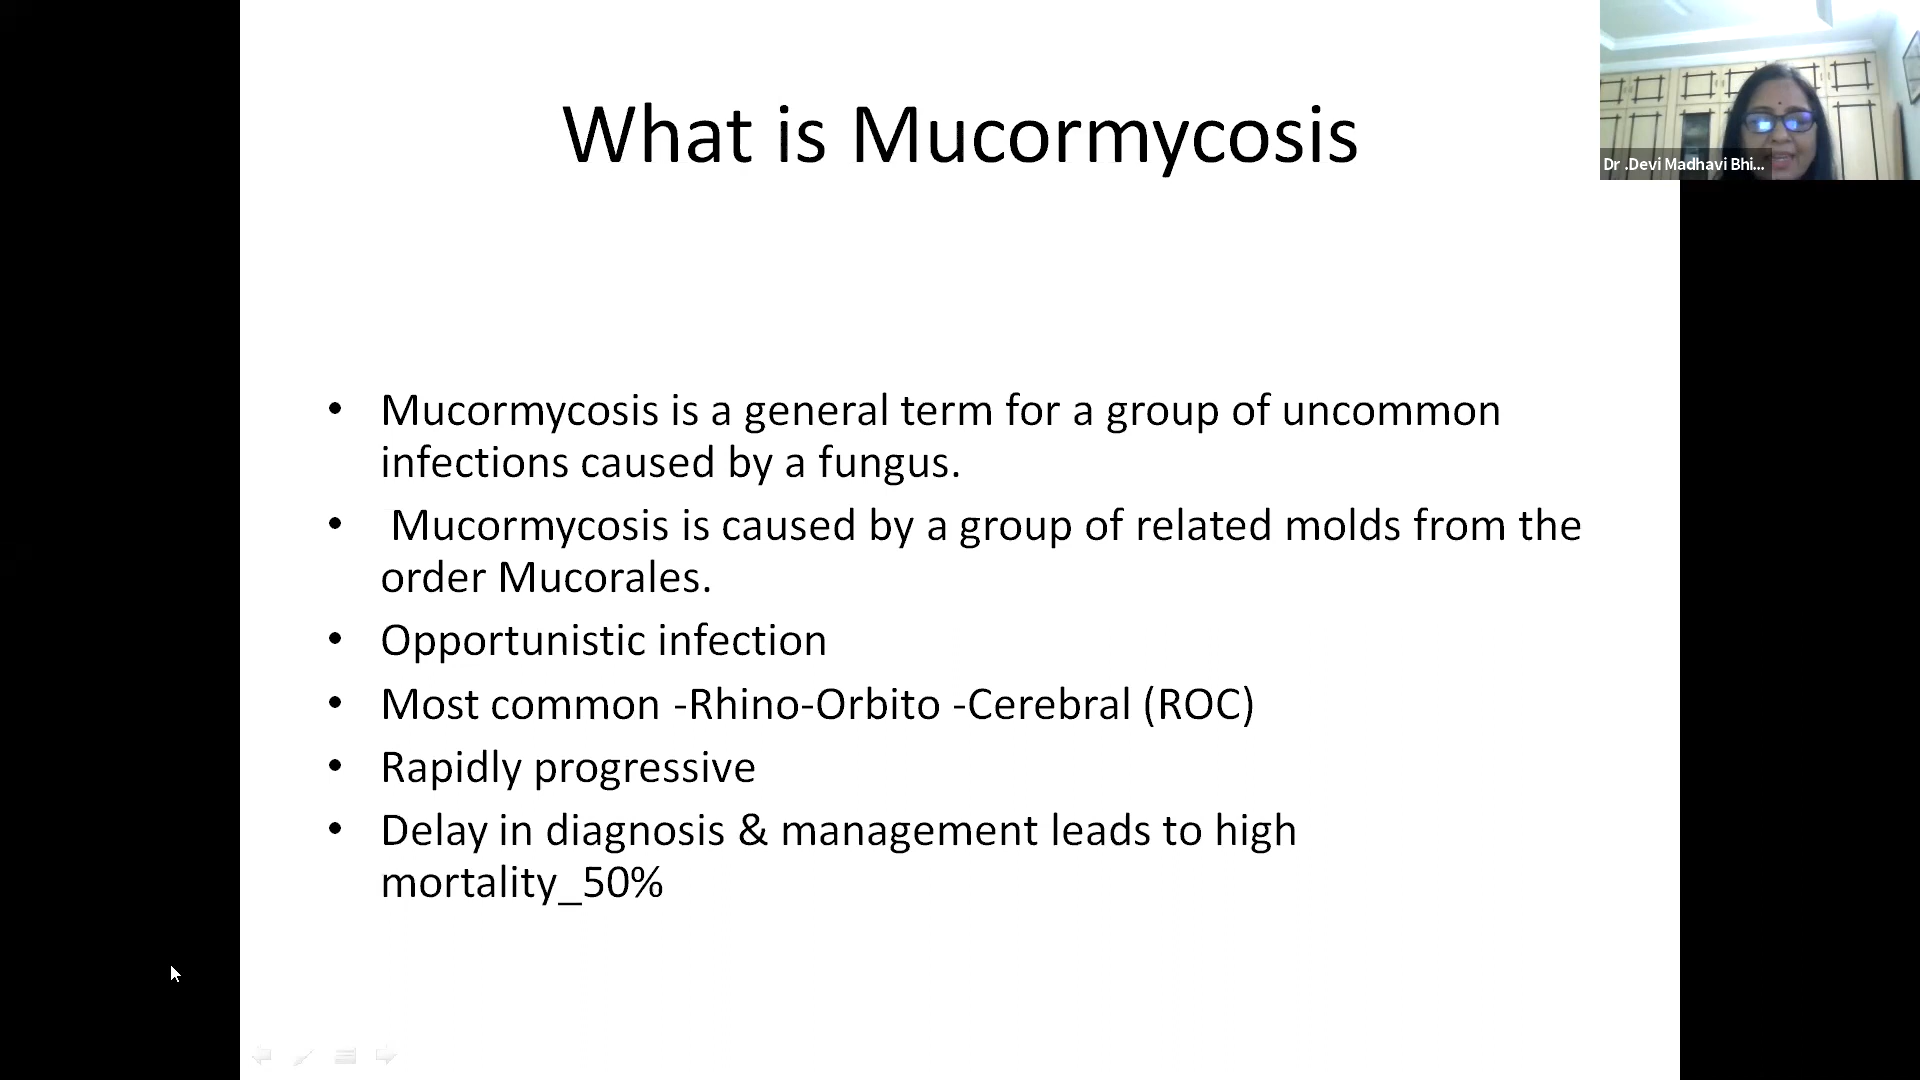 What is Mucormycosis
Dr .Devi Madhavi Bhi...
• Mucormycosis is a general term for a group of uncommon
infections caused by a fungus.
• Mucormycosis is caused by a group of related molds from the
order Mucorales.
• Opportunistic infection
• Most common -Rhino-Orbito -Cerebral (ROC)
• Rapidly progressive
• Delay in diagnosis & management leads to high
mortality_50%